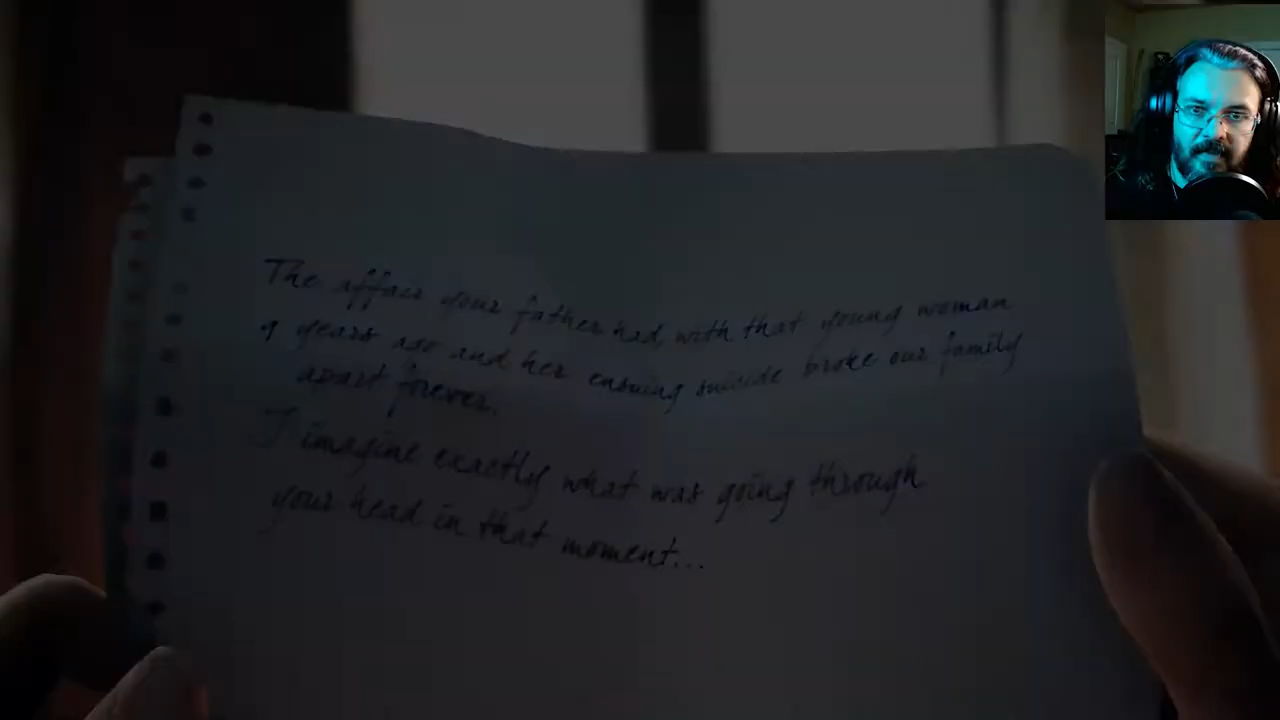 The affair your father had with that young woman
9 years ago and her ensuing suicide broke our family
apart forever.
I imagine exactly what was going through
your head in that moment...